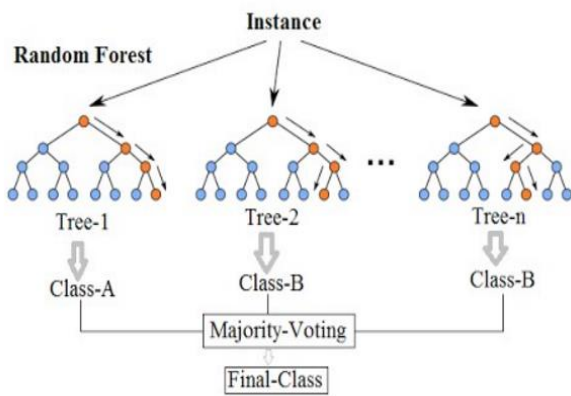 Instance
Random Forest
...
Tree-1
Tree-2
Tree-n
Class-A
Class-B
Class-B
Majority-Voting
Final-Class